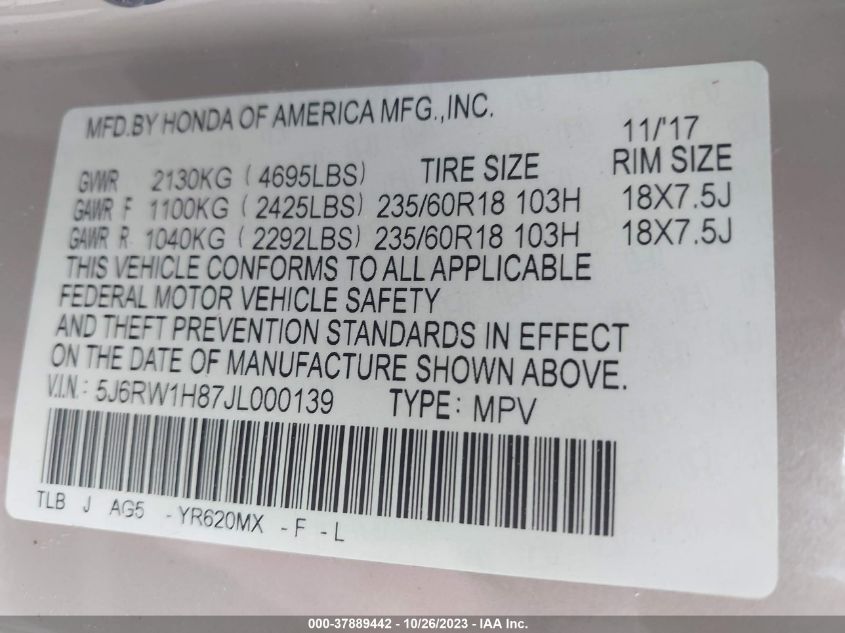 MFD.BY HONDA OF AMERICA MFG.,INC.
11/'17
GVWR 2130KG ( 4695LBS) TIRE SIZE RIM SIZE
GAWR F 1100KG ( 2425LBS) 235/60R18 103H 18X7.5J
GAWR R 1040KG ( 2292LBS) 235/60R18 103H 18X7.5J
THIS VEHICLE CONFORMS TO ALL APPLICABLE
FEDERAL MOTOR VEHICLE SAFETY
AND THEFT PREVENTION STANDARDS IN EFFECT
ON THE DATE OF MANUFACTURE SHOWN ABOVE.
V.I.N.: 5J6RW1H87JL000139 TYPE: MPV
TLB J AG5 -YR620MX -F -L
000-37889442 - 10/26/2023 - IAA Inc.